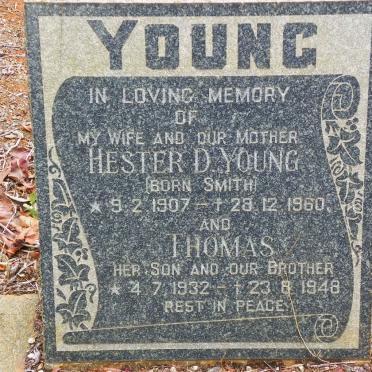 YOUNG
IN LOVING MEMORY
OF
MY WIFE AND OUR MOTHER
HESTER D. YOUNG
(BORN SMITH)
★ 9.2.1907 – † 28.12.1960,
AND
THOMAS
HER SON AND OUR BROTHER
★ 4.7.1932 – † 23.8.1948
REST IN PEACE